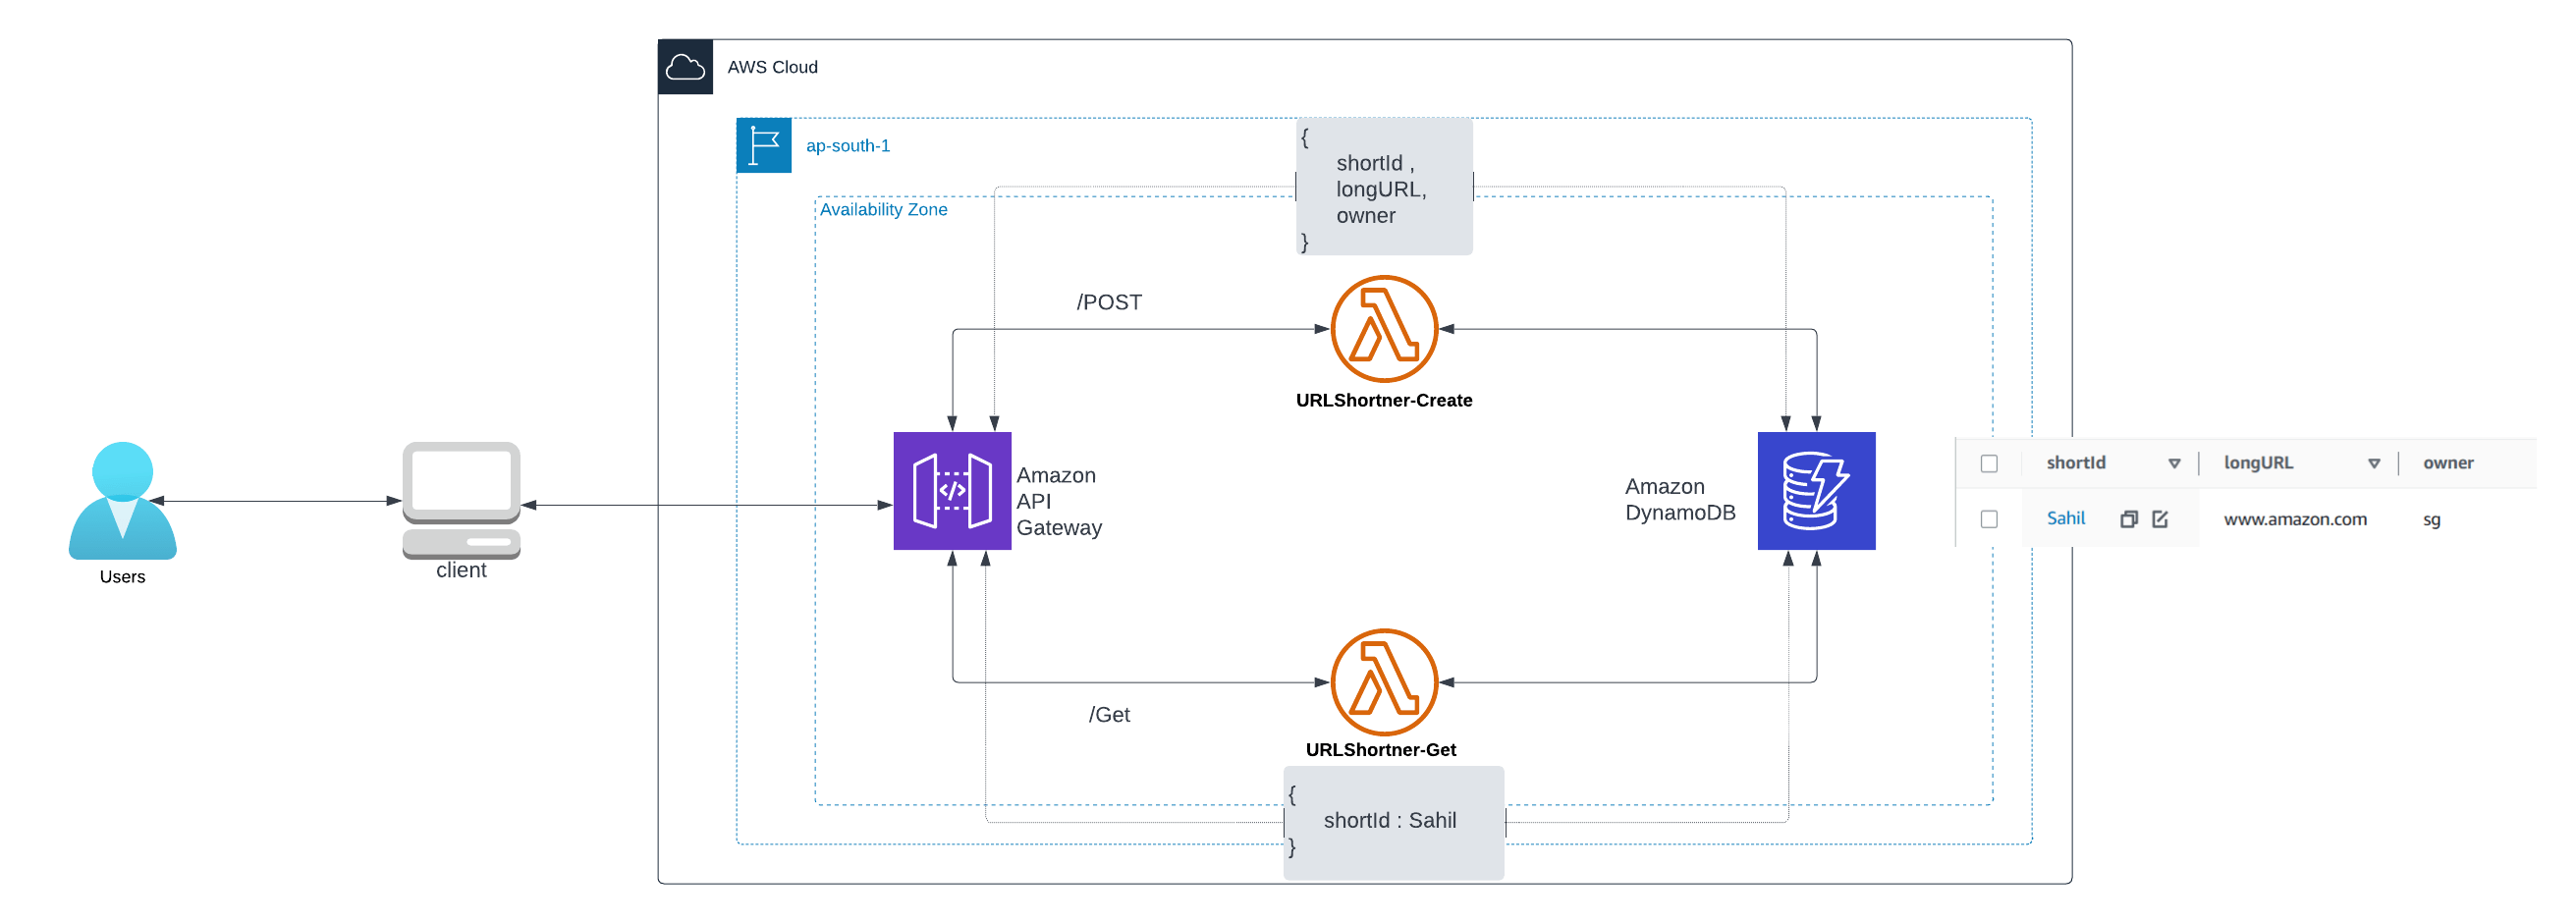 AWS Cloud
ap-south-1
Availability Zone
{
shortId ,
longURL,
owner
}
/POST
URLShortner-Create
Users
client
Amazon
API
Gateway
Amazon
DynamoDB
shortId longURL owner
Sahil www.amazon.com sg
/Get
URLShortner-Get
{
shortId : Sahil
}